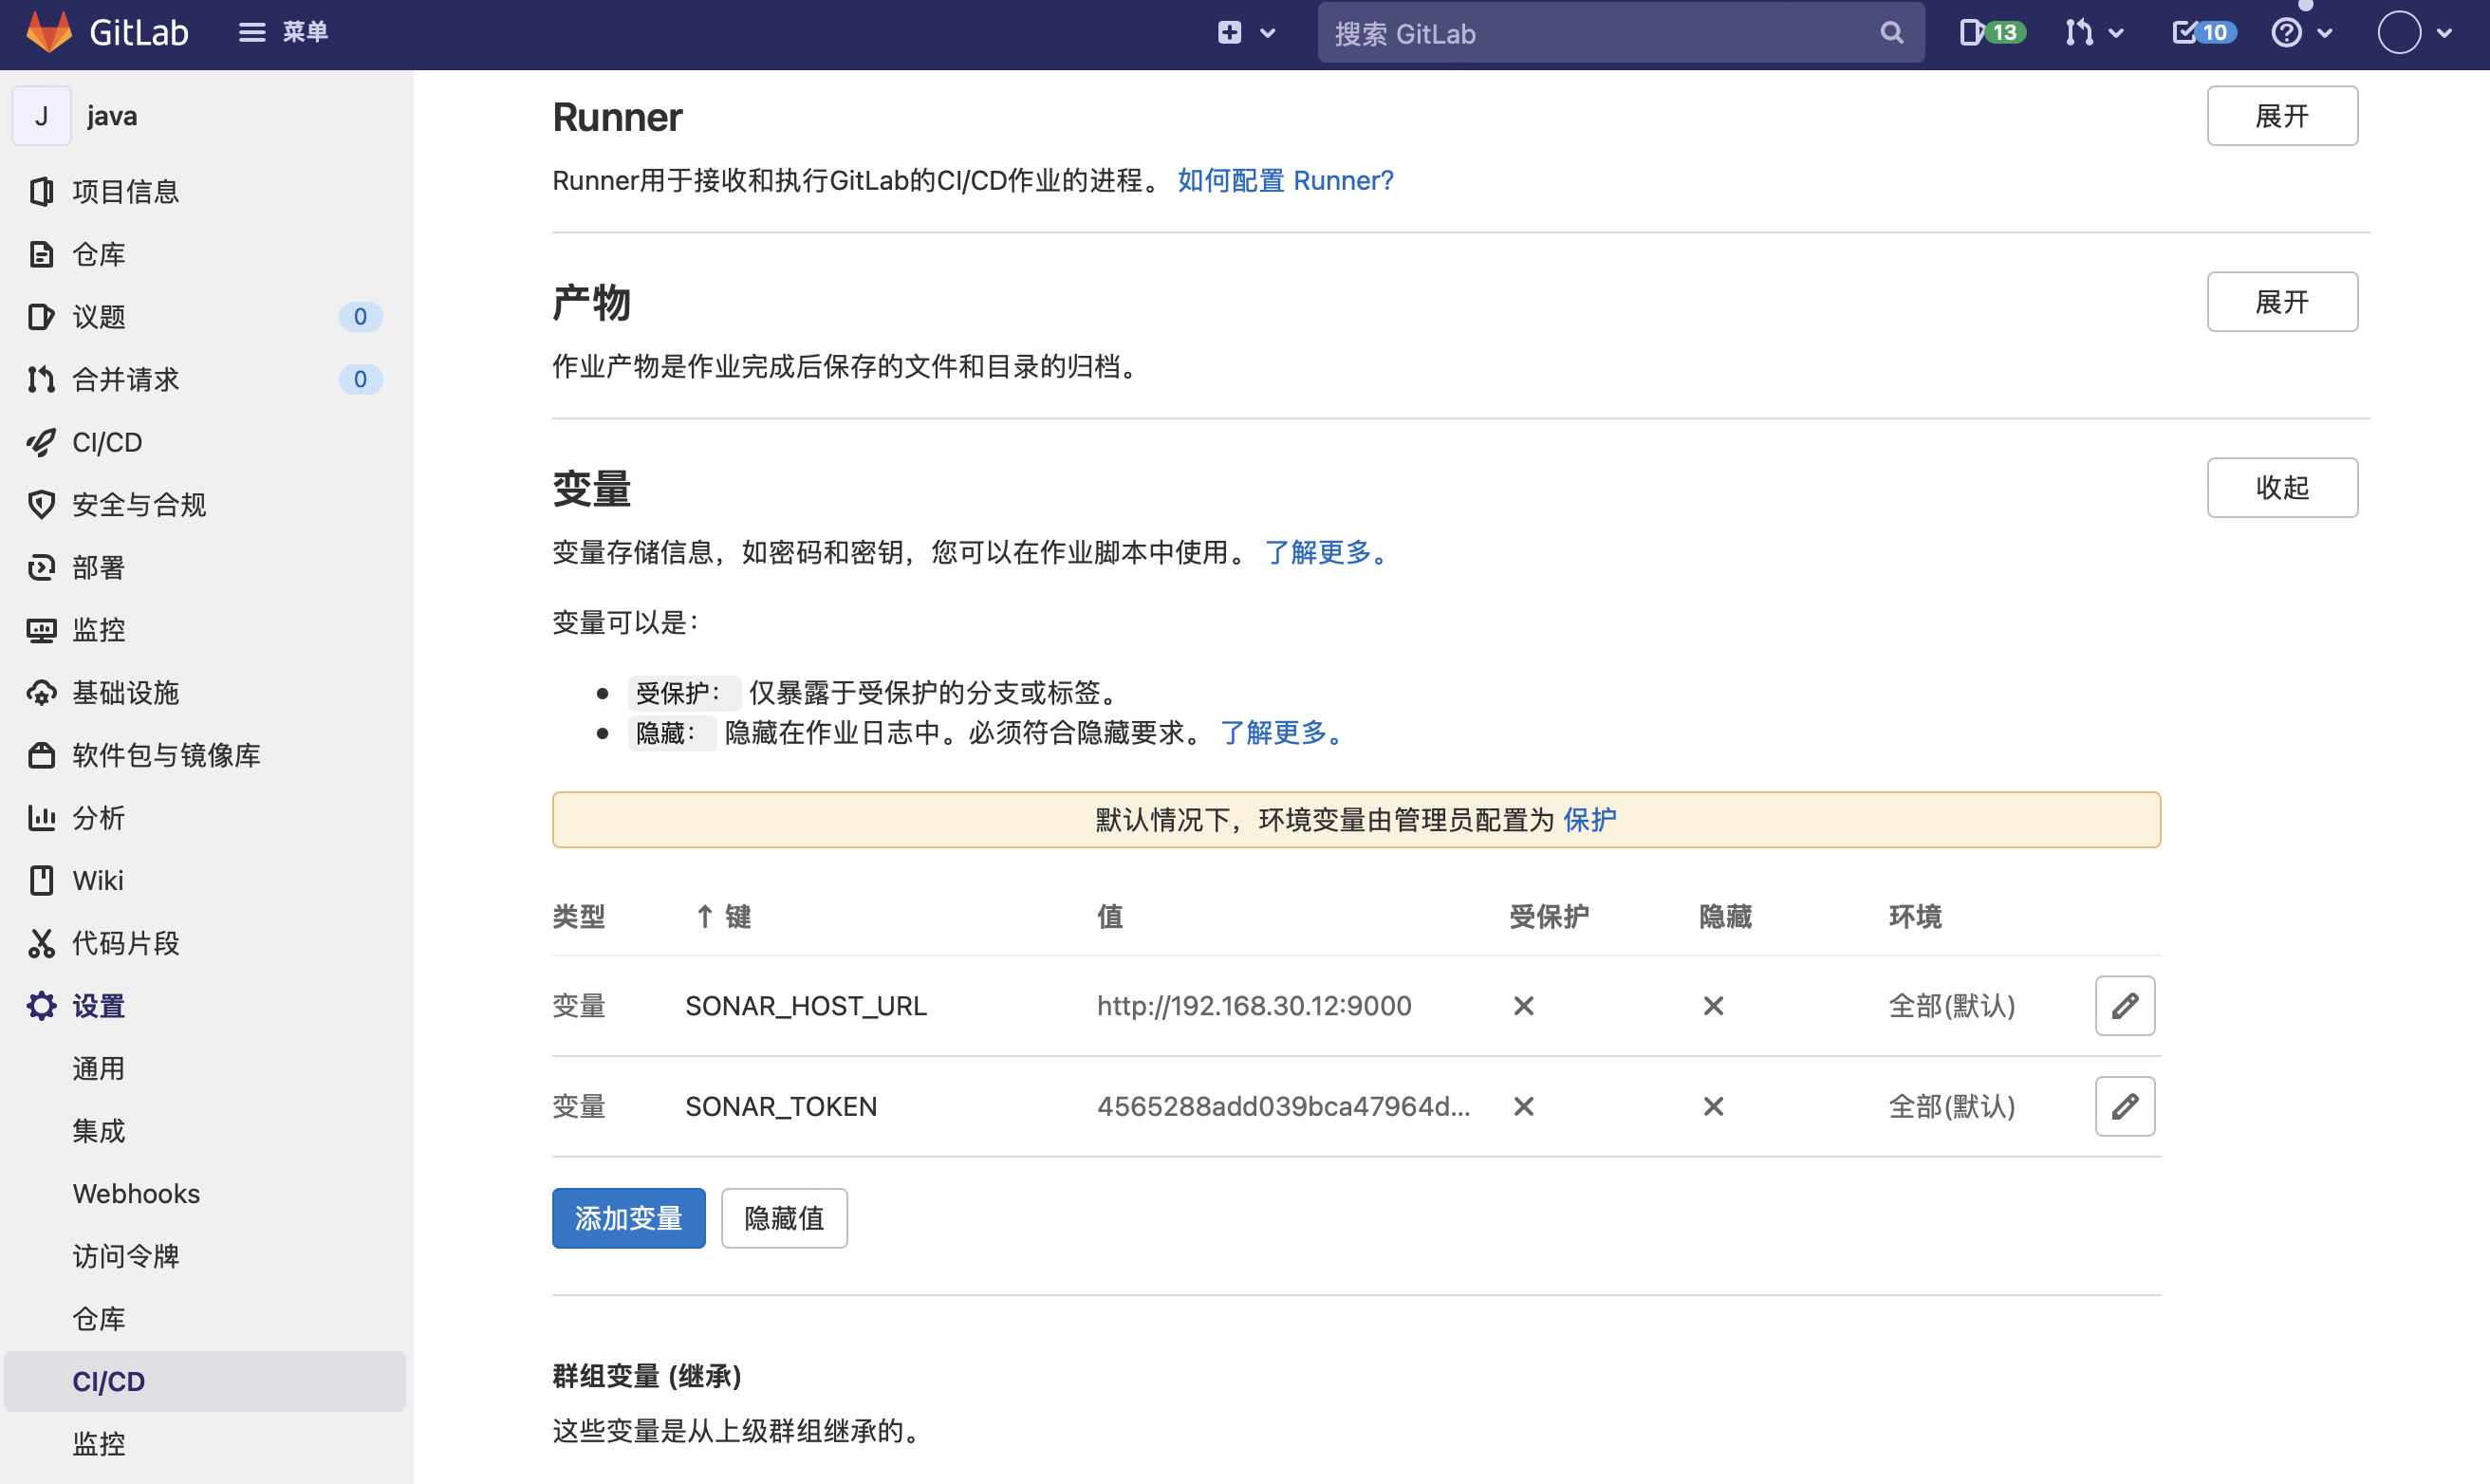 GitLab 菜单 搜索 GitLab 13 10
J java
项目信息
仓库
议题 0
合并请求 0
CI/CD
安全与合规
部署
监控
基础设施
软件包与镜像库
分析
Wiki
代码片段
设置
通用
集成
Webhooks
访问令牌
仓库
CI/CD
监控
Runner 展开
Runner用于接收和执行GitLab的CI/CD作业的进程。 如何配置 Runner?
产物 展开
作业产物是作业完成后保存的文件和目录的归档。
变量 收起
变量存储信息，如密码和密钥，您可以在作业脚本中使用。 了解更多。
变量可以是：
受保护： 仅暴露于受保护的分支或标签。
隐藏： 隐藏在作业日志中。必须符合隐藏要求。 了解更多。
默认情况下，环境变量由管理员配置为 保护
类型 ↑ 键 值 受保护 隐藏 环境
变量 SONAR_HOST_URL http://192.168.30.12:9000 全部(默认)
变量 SONAR_TOKEN 4565288add039bca47964d... 全部(默认)
添加变量 隐藏值
群组变量 (继承)
这些变量是从上级群组继承的。